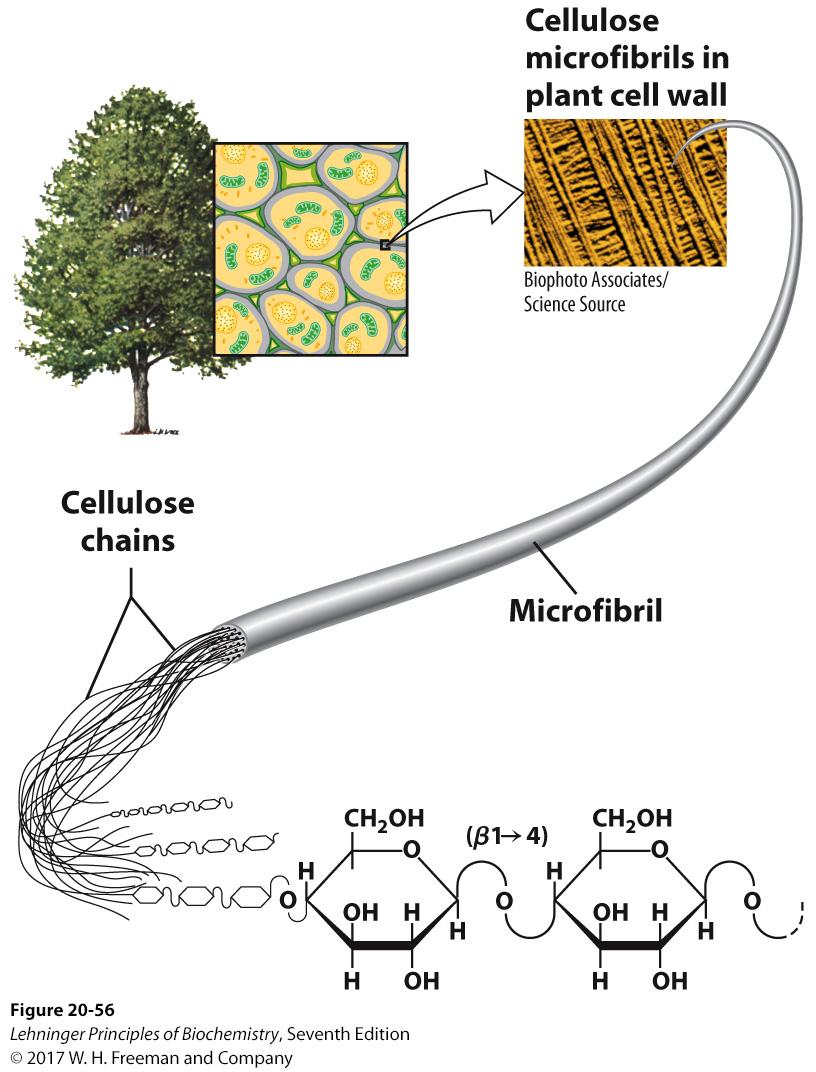 Cellulose
microfibrils in
plant cell wall
Biophoto Associates/
Science Source
Cellulose
chains
Microfibril
CH₂OH
(β1→4)
CH₂OH
O
O
H
H
O
OH
H
O
OH
H
O
H
H
H
OH
H
OH
Figure 20-56
Lehninger Principles of Biochemistry, Seventh Edition
© 2017 W. H. Freeman and Company